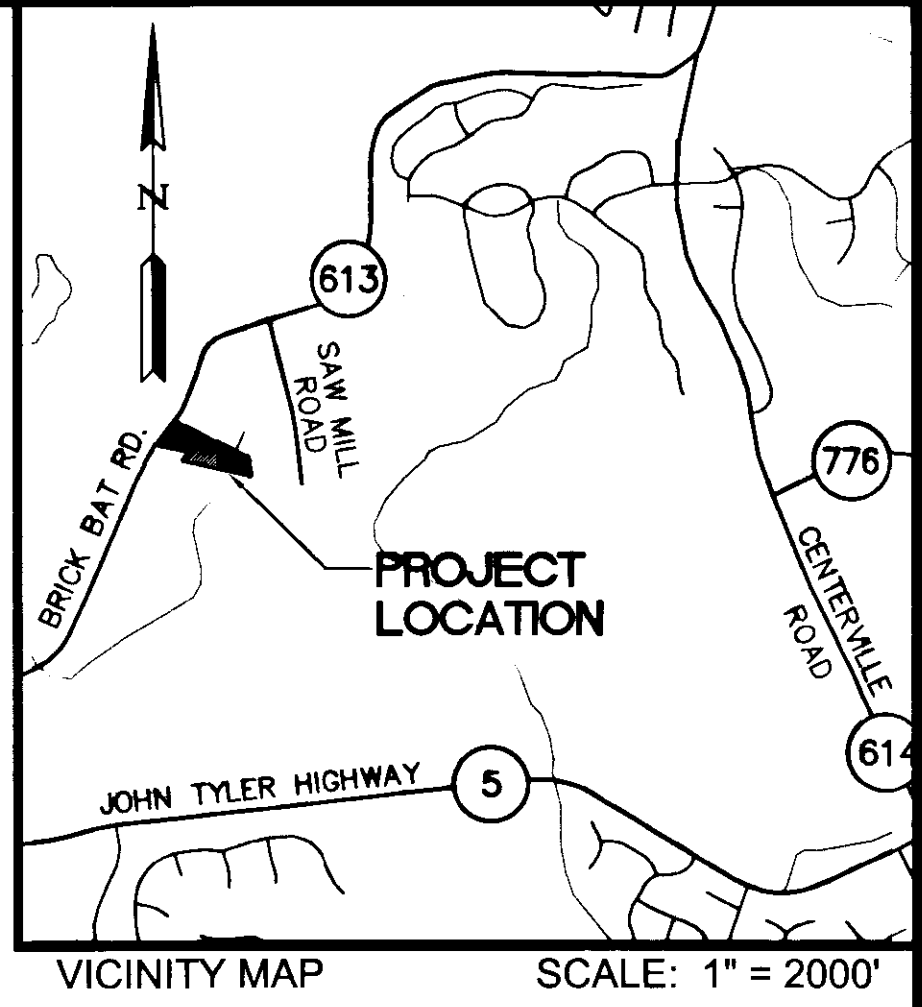 N
613
SAW MILL
ROAD
BRICK BAT RD.
776
PROJECT
LOCATION
CENTERVILLE
ROAD
614
JOHN TYLER HIGHWAY
5
VICINITY MAP
SCALE: 1" = 2000'